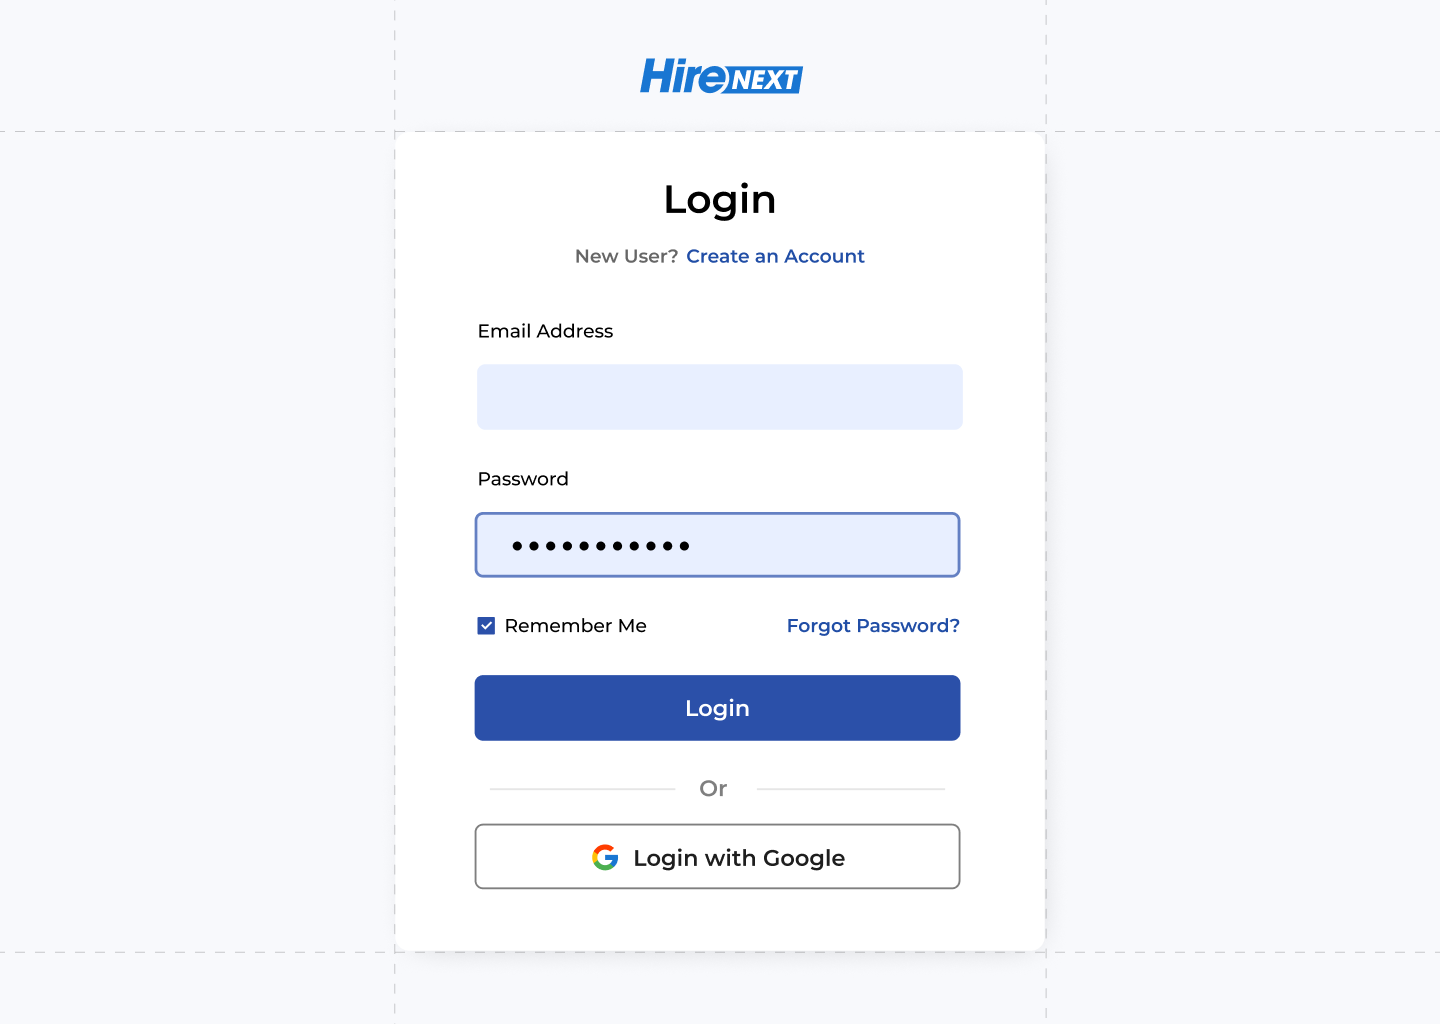 HireNEXT
Login
New User? Create an Account
Email Address
Password
Remember Me Forgot Password?
Login
Or
Login with Google